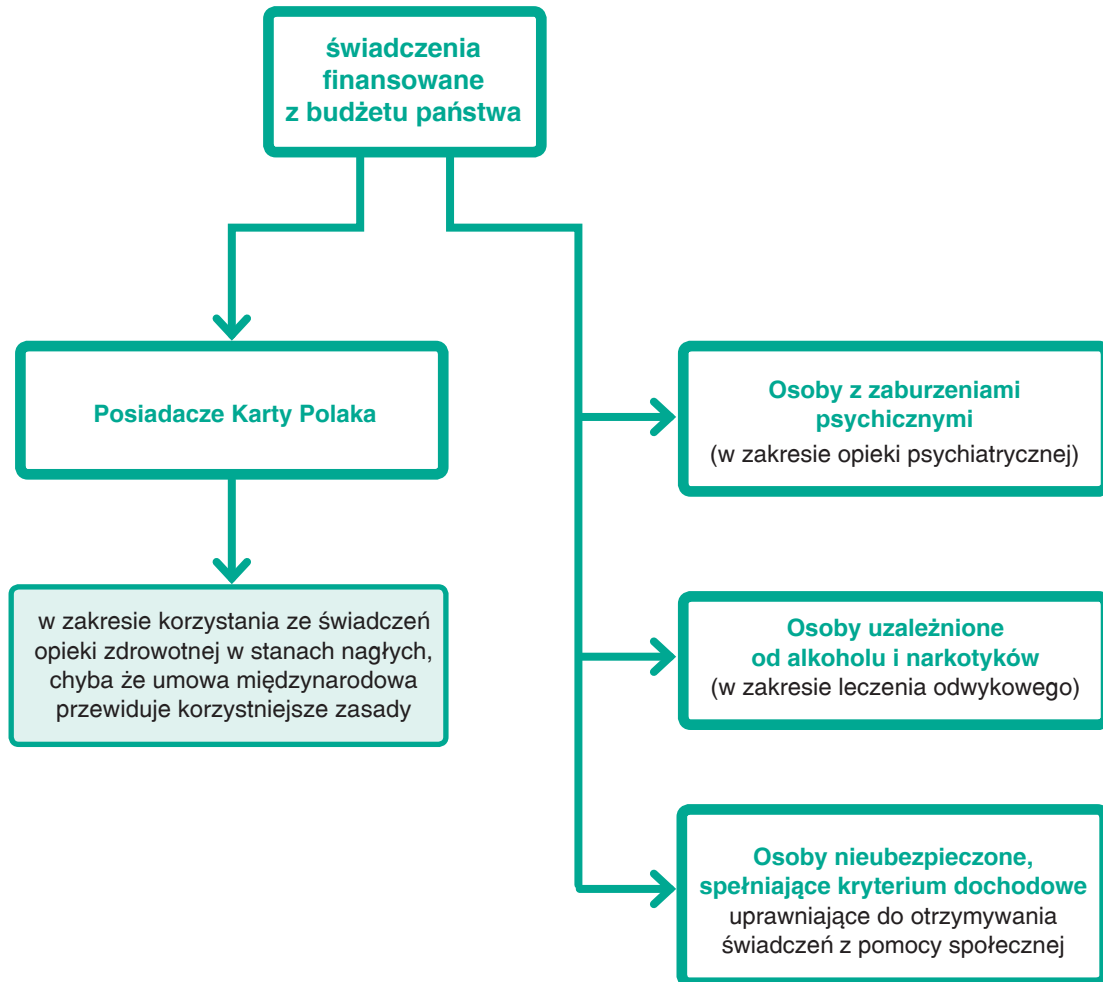 świadczenia
finansowane
z budżetu państwa
Posiadacze Karty Polaka
w zakresie korzystania ze świadczeń
opieki zdrowotnej w stanach nagłych,
chyba że umowa międzynarodowa
przewiduje korzystniejsze zasady
Osoby z zaburzeniami
psychicznymi
(w zakresie opieki psychiatrycznej)
Osoby uzależnione
od alkoholu i narkotyków
(w zakresie leczenia odwykowego)
Osoby nieubezpieczone,
spełniające kryterium dochodowe
uprawniające do otrzymywania
świadczeń z pomocy społecznej